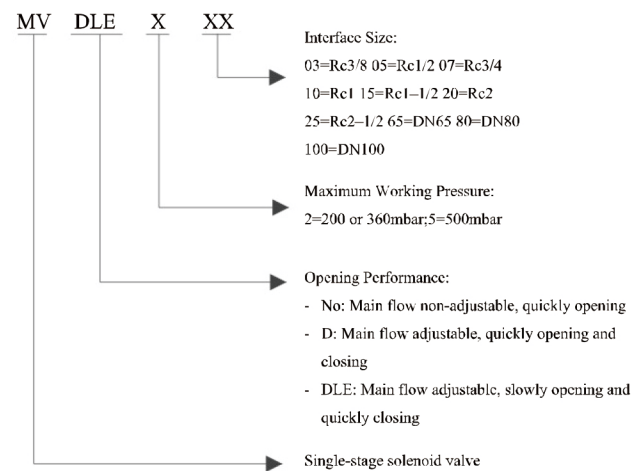 MV DLE X XX
Interface Size:
03=Rc3/8 05=Rc1/2 07=Rc3/4
10=Rc1 15=Rc1–1/2 20=Rc2
25=Rc2–1/2 65=DN65 80=DN80
100=DN100
Maximum Working Pressure:
2=200 or 360mbar;5=500mbar
Opening Performance:
- No: Main flow non-adjustable, quickly opening
- D: Main flow adjustable, quickly opening and
closing
- DLE: Main flow adjustable, slowly opening and
quickly closing
Single-stage solenoid valve